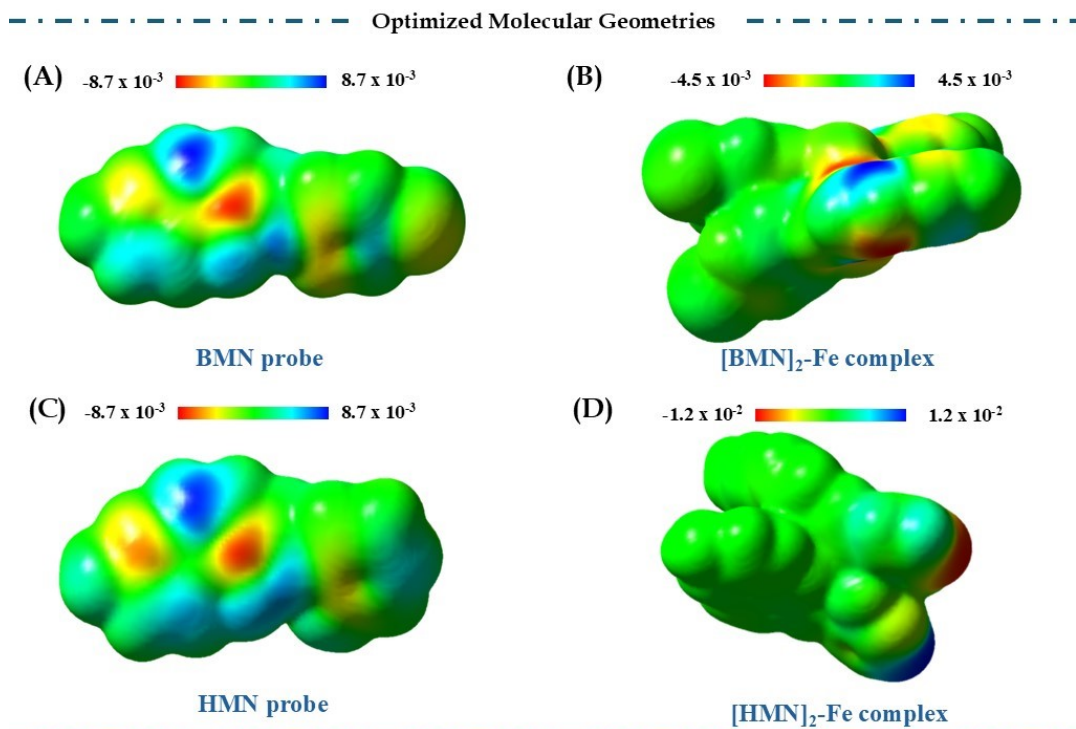 Optimized Molecular Geometries
(A) -8.7 x 10⁻³ 8.7 x 10⁻³
(B) -4.5 x 10⁻³ 4.5 x 10⁻³
BMN probe
[BMN]₂-Fe complex
(C) -8.7 x 10⁻³ 8.7 x 10⁻³
(D) -1.2 x 10⁻² 1.2 x 10⁻²
HMN probe
[HMN]₂-Fe complex